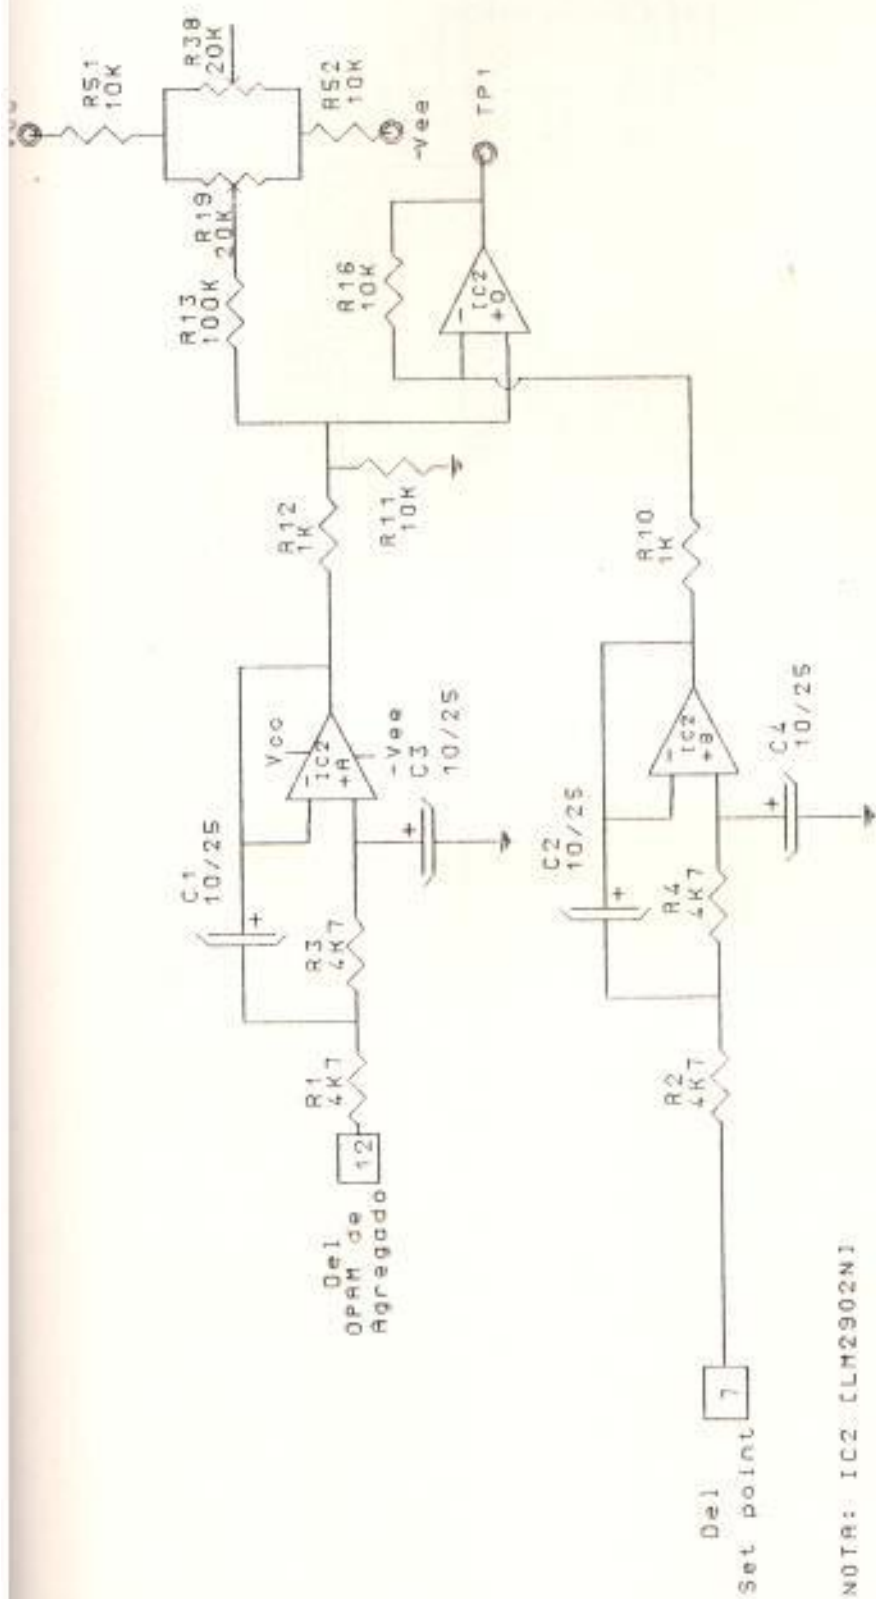 R51
10K
R38
20K
R52
10K
-Vee
TP1
R19
20K
R13
100K
R16
10K
-
IC2
+D
R12
1K
R11
10K
R10
1K
Vcc
-
IC2
+A
-Vee
C3
10/25
+
C1
10/25
+
R3
4K7
R1
4K7
12
Del
OPAM de
Agregado
C2
10/25
+
-
IC2
+B
C4
10/25
+
R4
4K7
R2
4K7
7
Del
Set point
NOTA: IC2 [LM2902N]